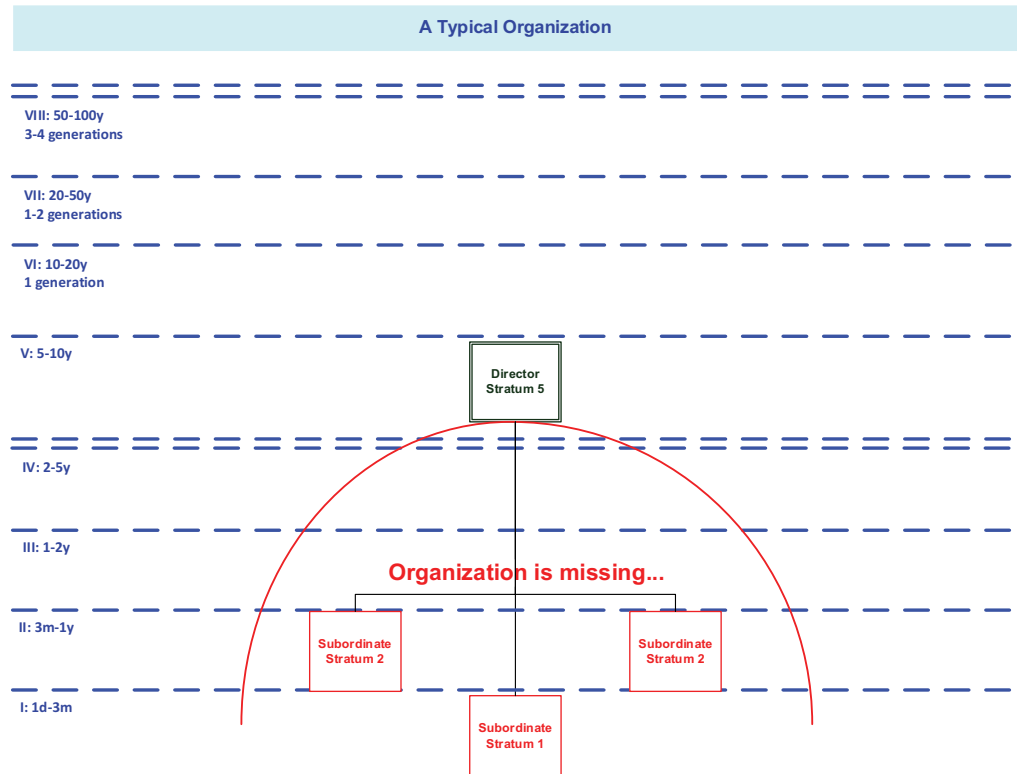 A Typical Organization
VIII: 50-100y
3-4 generations
VII: 20-50y
1-2 generations
VI: 10-20y
1 generation
V: 5-10y
Director
Stratum 5
IV: 2-5y
III: 1-2y
Organization is missing...
II: 3m-1y
Subordinate
Stratum 2
Subordinate
Stratum 2
I: 1d-3m
Subordinate
Stratum 1